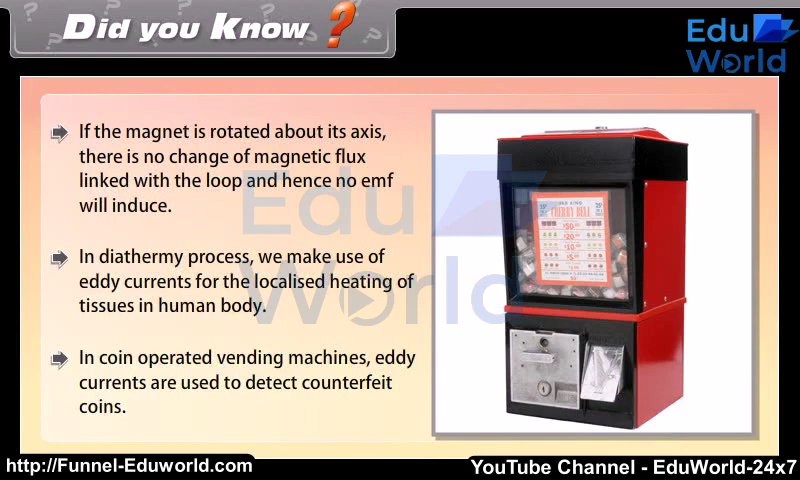 Did you Know ?
Edu
World
If the magnet is rotated about its axis,
there is no change of magnetic flux
linked with the loop and hence no emf
will induce.
In diathermy process, we make use of
eddy currents for the localised heating of
tissues in human body.
In coin operated vending machines, eddy
currents are used to detect counterfeit
coins.
Edu
World
CHERRY BELL
http://Funnel-Eduworld.com
YouTube Channel - EduWorld-24x7